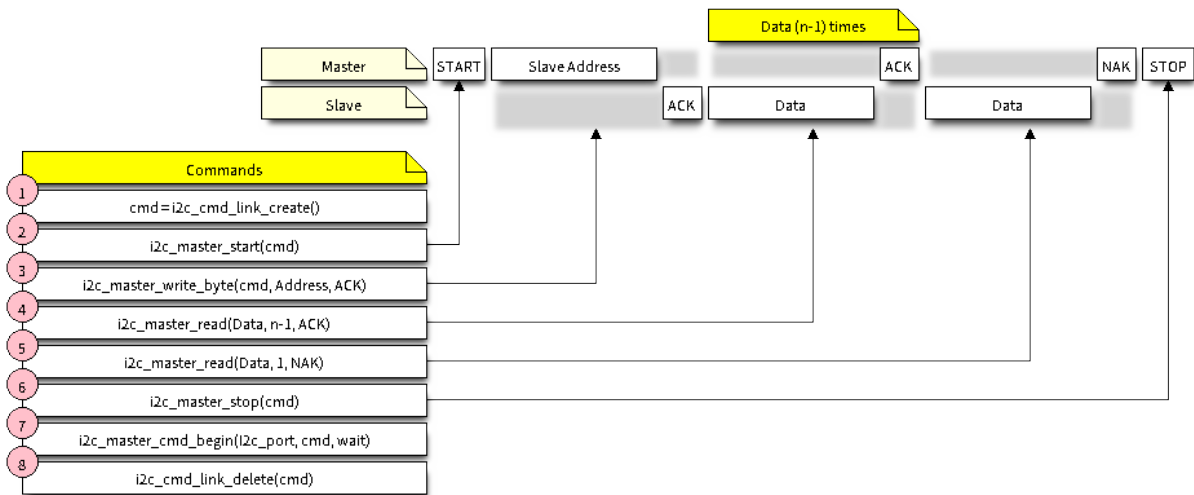 Data (n-1) times
Master START Slave Address ACK NAK STOP
Slave ACK Data Data
Commands
1
cmd=i2c_cmd_link_create()
2
i2c_master_start(cmd)
3
i2c_master_write_byte(cmd, Address, ACK)
4
i2c_master_read(Data, n-1, ACK)
5
i2c_master_read(Data, 1, NAK)
6
i2c_master_stop(cmd)
7
i2c_master_cmd_begin(I2c_port, cmd, wait)
8
i2c_cmd_link_delete(cmd)